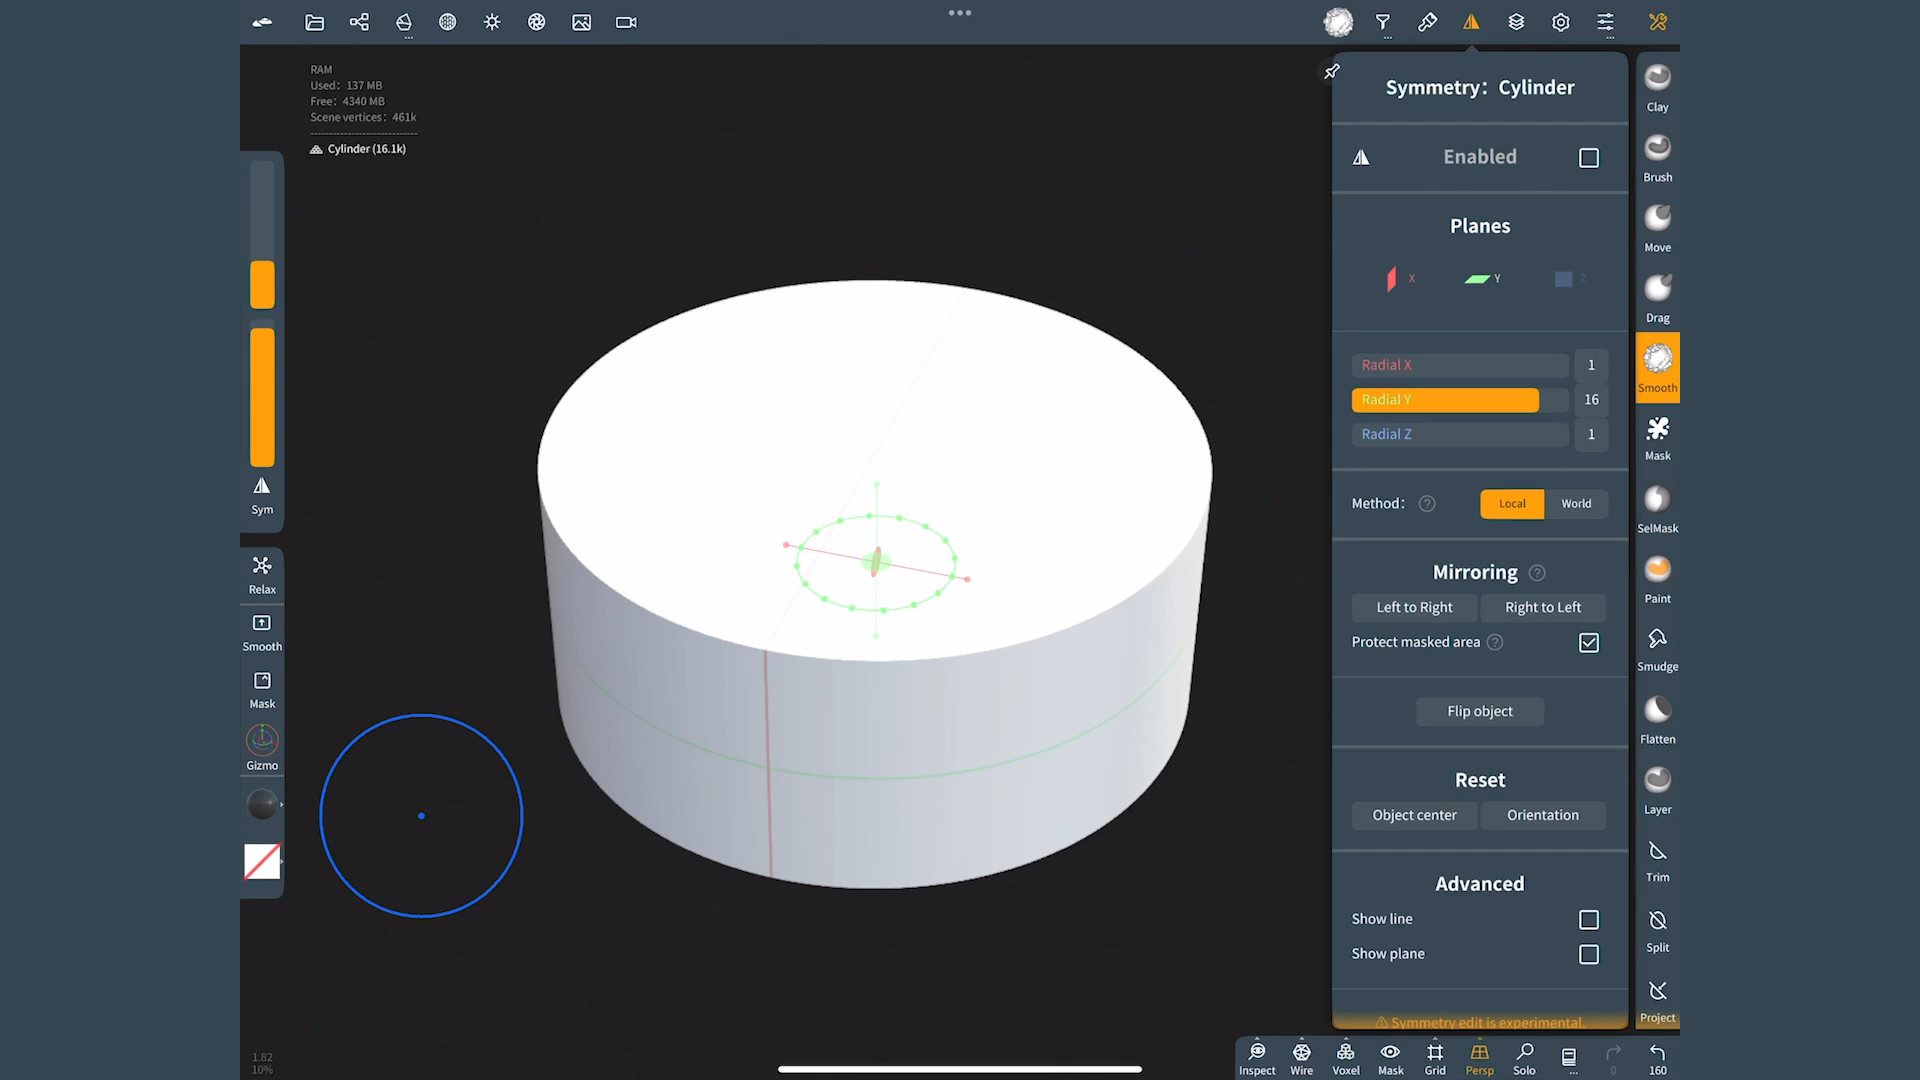 RAM
Used: 137 MB
Free: 4340 MB
Scene vertices: 461k
Cylinder (16.1k)
Sym
Relax
Smooth
Mask
Gizmo
1.82
10%
Symmetry: Cylinder
Enabled
Planes
X Y Z
Radial X 1
Radial Y 16
Radial Z 1
Method: ? Local World
Mirroring ?
Left to Right Right to Left
Protect masked area ?
Flip object
Reset
Object center Orientation
Advanced
Show line
Show plane
Symmetry edit is experimental.
Clay
Brush
Move
Drag
Smooth
Mask
SelMask
Paint
Smudge
Flatten
Layer
Trim
Split
Project
Inspect Wire Voxel Mask Grid Persp Solo ... 0 160